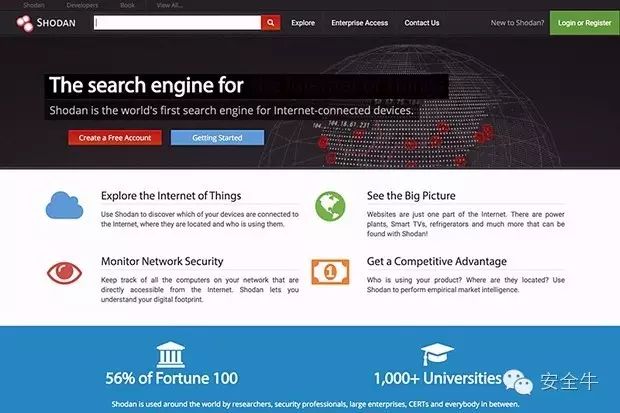 Shodan Developers Book View All...
SHODAN Explore Enterprise Access Contact Us New to Shodan? Login or Register
The search engine for
Shodan is the world's first search engine for Internet-connected devices.
Create a Free Account Getting Started
Explore the Internet of Things
Use Shodan to discover which of your devices are connected to
the Internet, where they are located and who is using them.
See the Big Picture
Websites are just one part of the Internet. There are power
plants, Smart TVs, refrigerators and much more that can be
found with Shodan!
Monitor Network Security
Keep track of all the computers on your network that are
directly accessible from the Internet. Shodan lets you
understand your digital footprint.
Get a Competitive Advantage
Who is using your product? Where are they located? Use
Shodan to perform empirical market intelligence.
56% of Fortune 100
1,000+ Universities
Shodan is used around the world by researchers, security professionals, large enterprises, CERTs and everybody in between.
安全牛